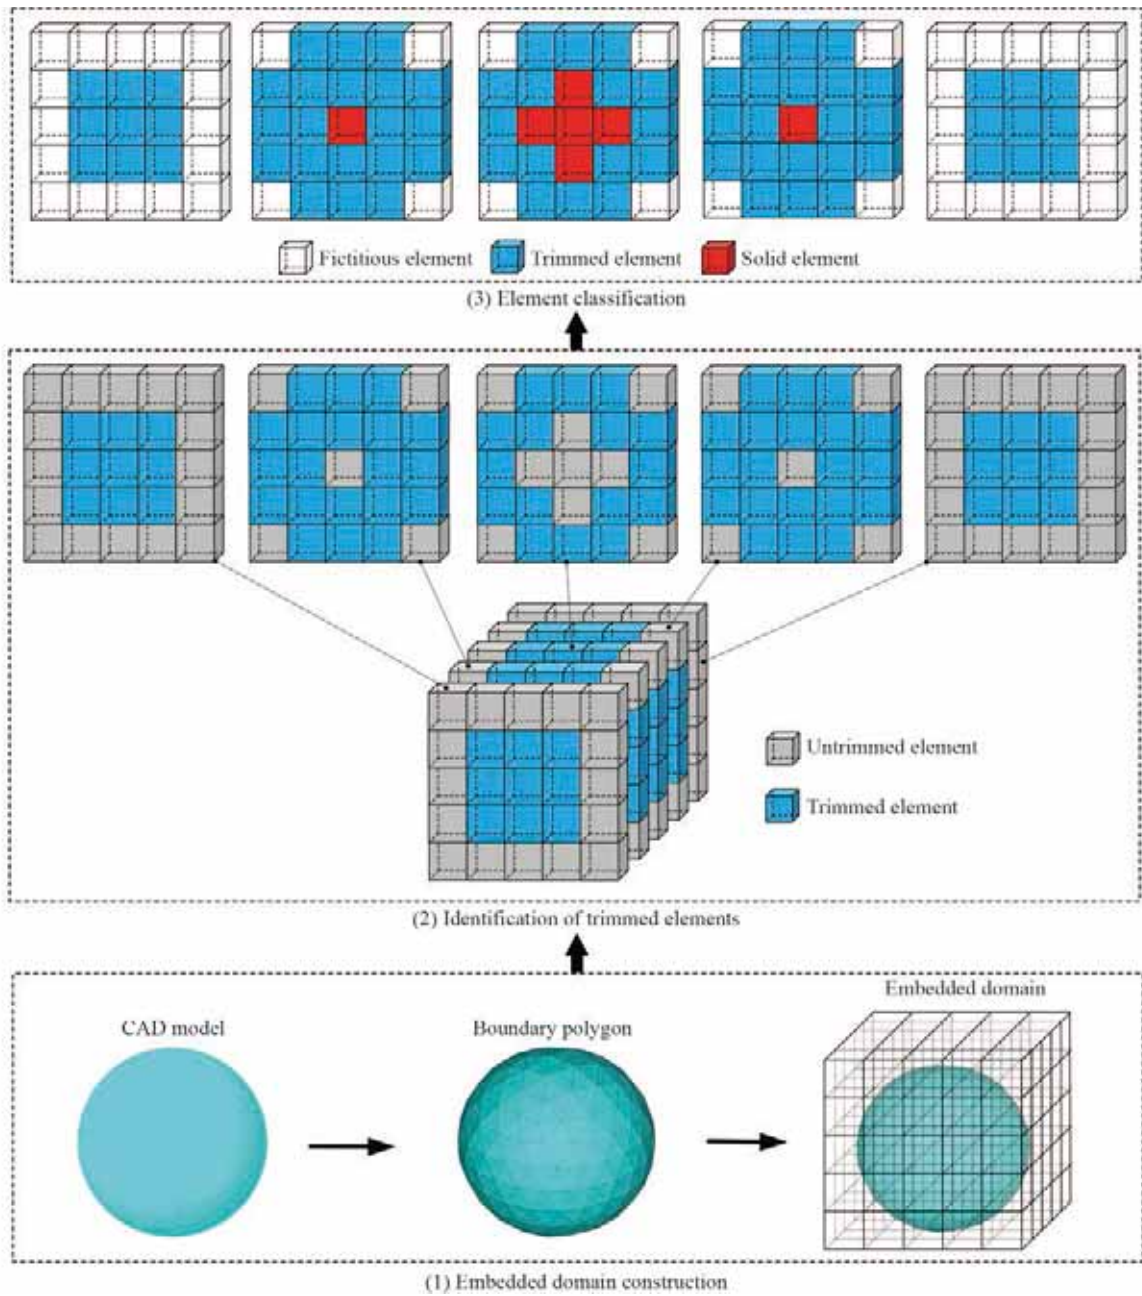 Fictitious element
Trimmed element
Solid element
(3) Element classification
Untrimmed element
Trimmed element
(2) Identification of trimmed elements
CAD model
Boundary polygon
Embedded domain
(1) Embedded domain construction